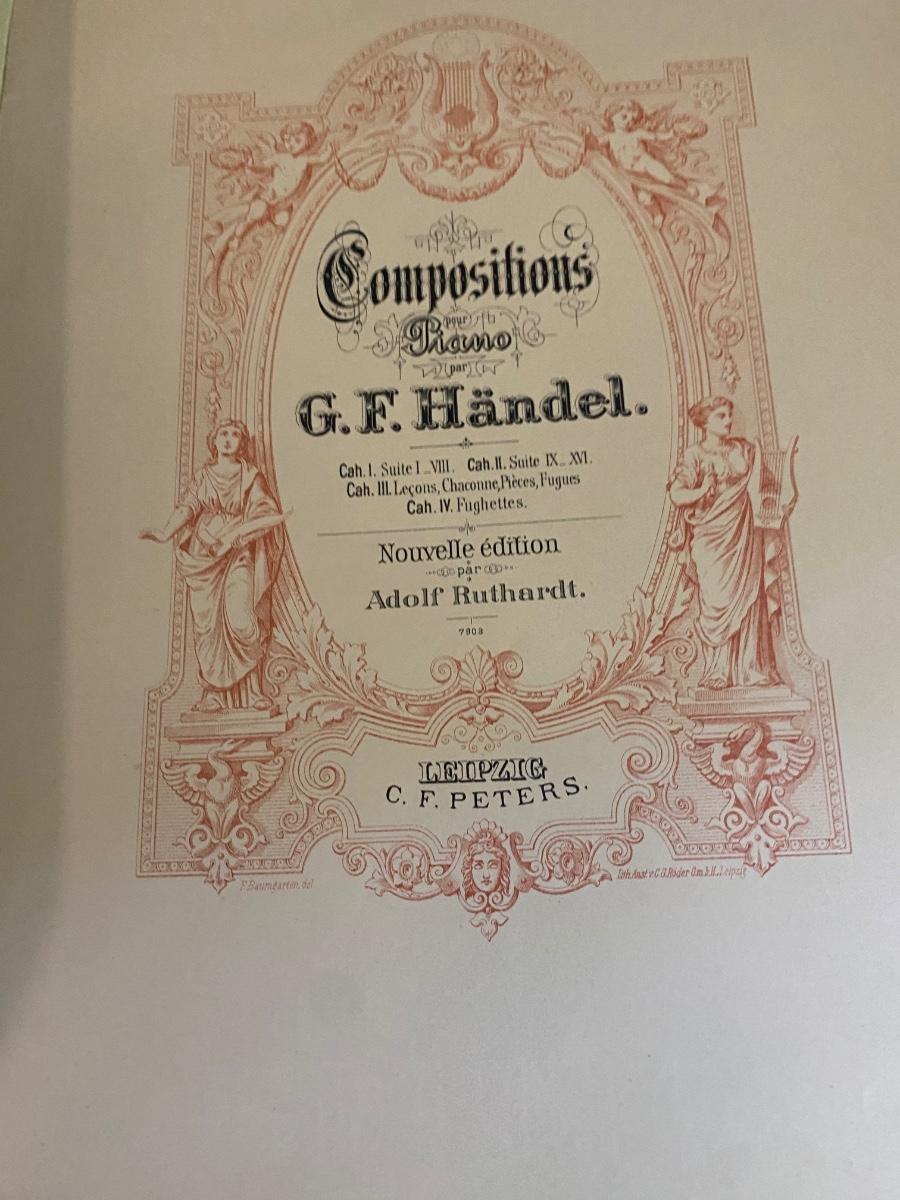 Compositions
pour
Piano
par
G. F. Händel.
Cah. I. Suite I_VIII. Cah. II. Suite IX_XVI.
Cah. III. Leçons, Chaconne, Pièces, Fugues
Cah. IV. Fughettes.
Nouvelle édition
par
Adolf Ruthardt.
7903
LEIPZIG
C. F. PETERS.
F. Baumgarten. del
Lith. Anst. v. C. G. Röder G.m.b.H., Leipzig